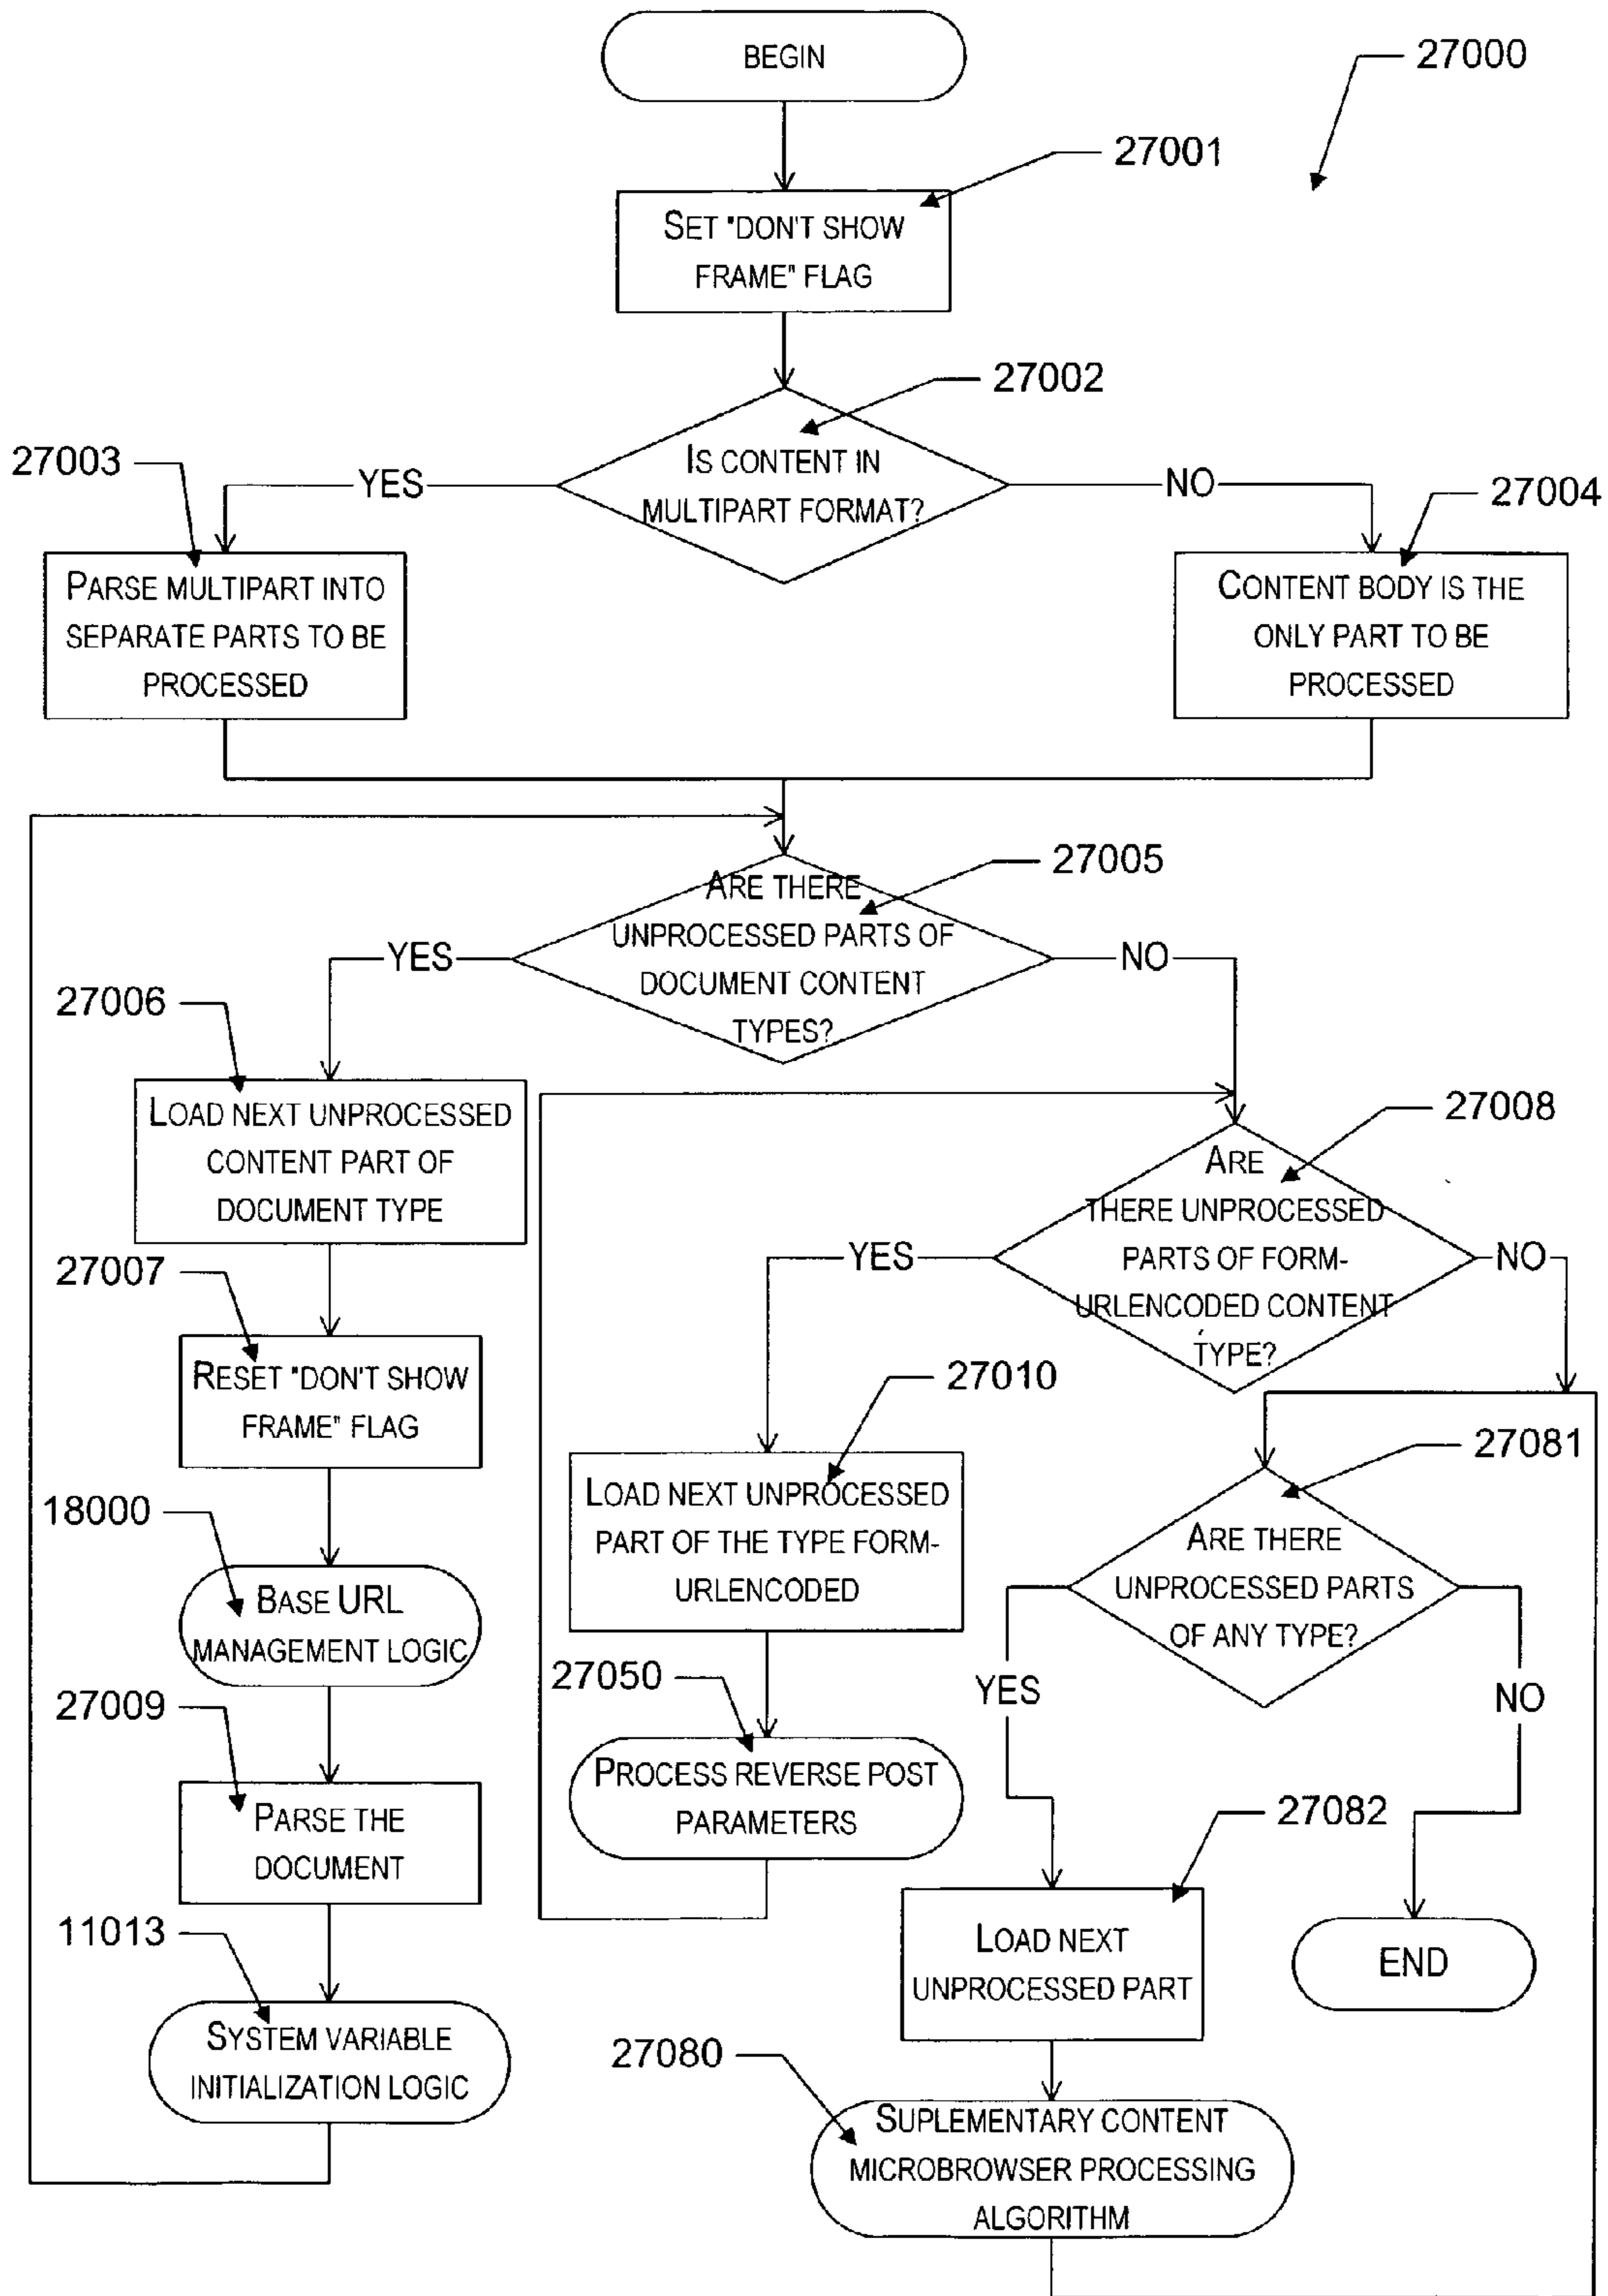 BEGIN
27000
27001
SET "DON'T SHOW
FRAME" FLAG
27002
IS CONTENT IN
MULTIPART FORMAT?
27003
YES
NO
27004
PARSE MULTIPART INTO
SEPARATE PARTS TO BE
PROCESSED
CONTENT BODY IS THE
ONLY PART TO BE
PROCESSED
27005
ARE THERE
UNPROCESSED PARTS OF
DOCUMENT CONTENT
TYPES?
YES
NO
27006
LOAD NEXT UNPROCESSED
CONTENT PART OF
DOCUMENT TYPE
27008
ARE
THERE UNPROCESSED
PARTS OF FORM-
URLENCODED CONTENT
TYPE?
YES
NO
27007
RESET "DON'T SHOW
FRAME" FLAG
27010
LOAD NEXT UNPROCESSED
PART OF THE TYPE FORM-
URLENCODED
27081
ARE THERE
UNPROCESSED PARTS
OF ANY TYPE?
YES
NO
18000
BASE URL
MANAGEMENT LOGIC
27050
PROCESS REVERSE POST
PARAMETERS
27009
PARSE THE
DOCUMENT
27082
LOAD NEXT
UNPROCESSED PART
END
11013
SYSTEM VARIABLE
INITIALIZATION LOGIC
27080
SUPLEMENTARY CONTENT
MICROBROWSER PROCESSING
ALGORITHM